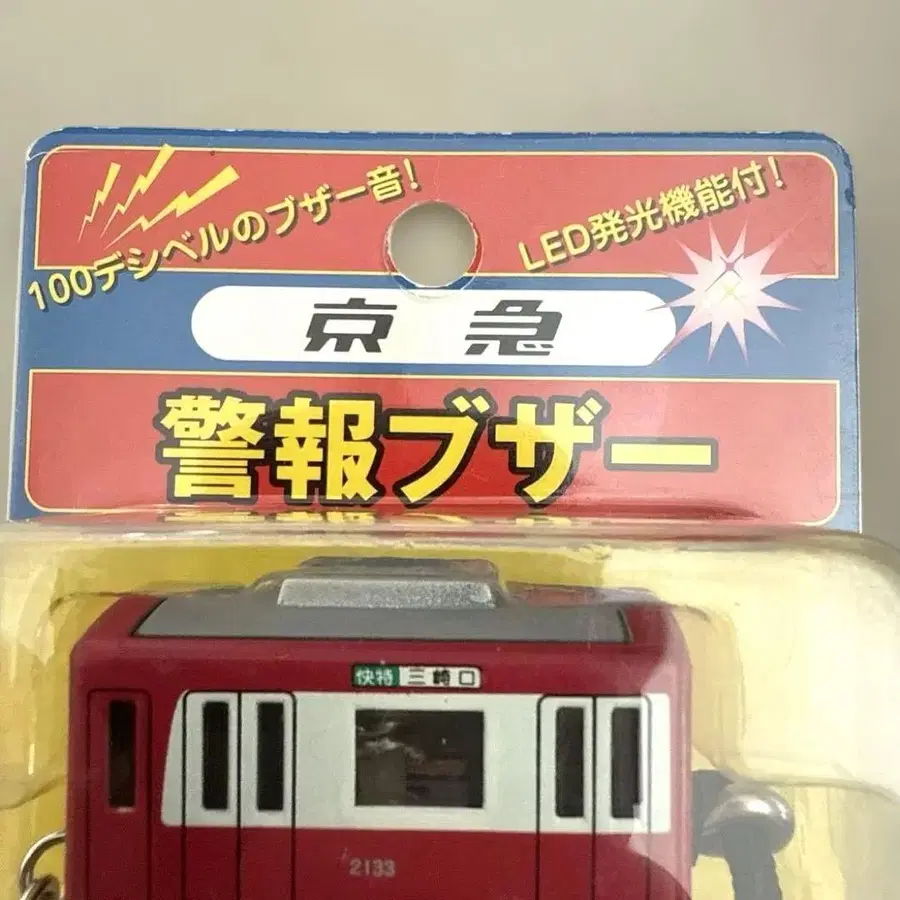 100デシベルのブザー音!
LED発光機能付!
京急
警報ブザー
快特 三崎口
2133